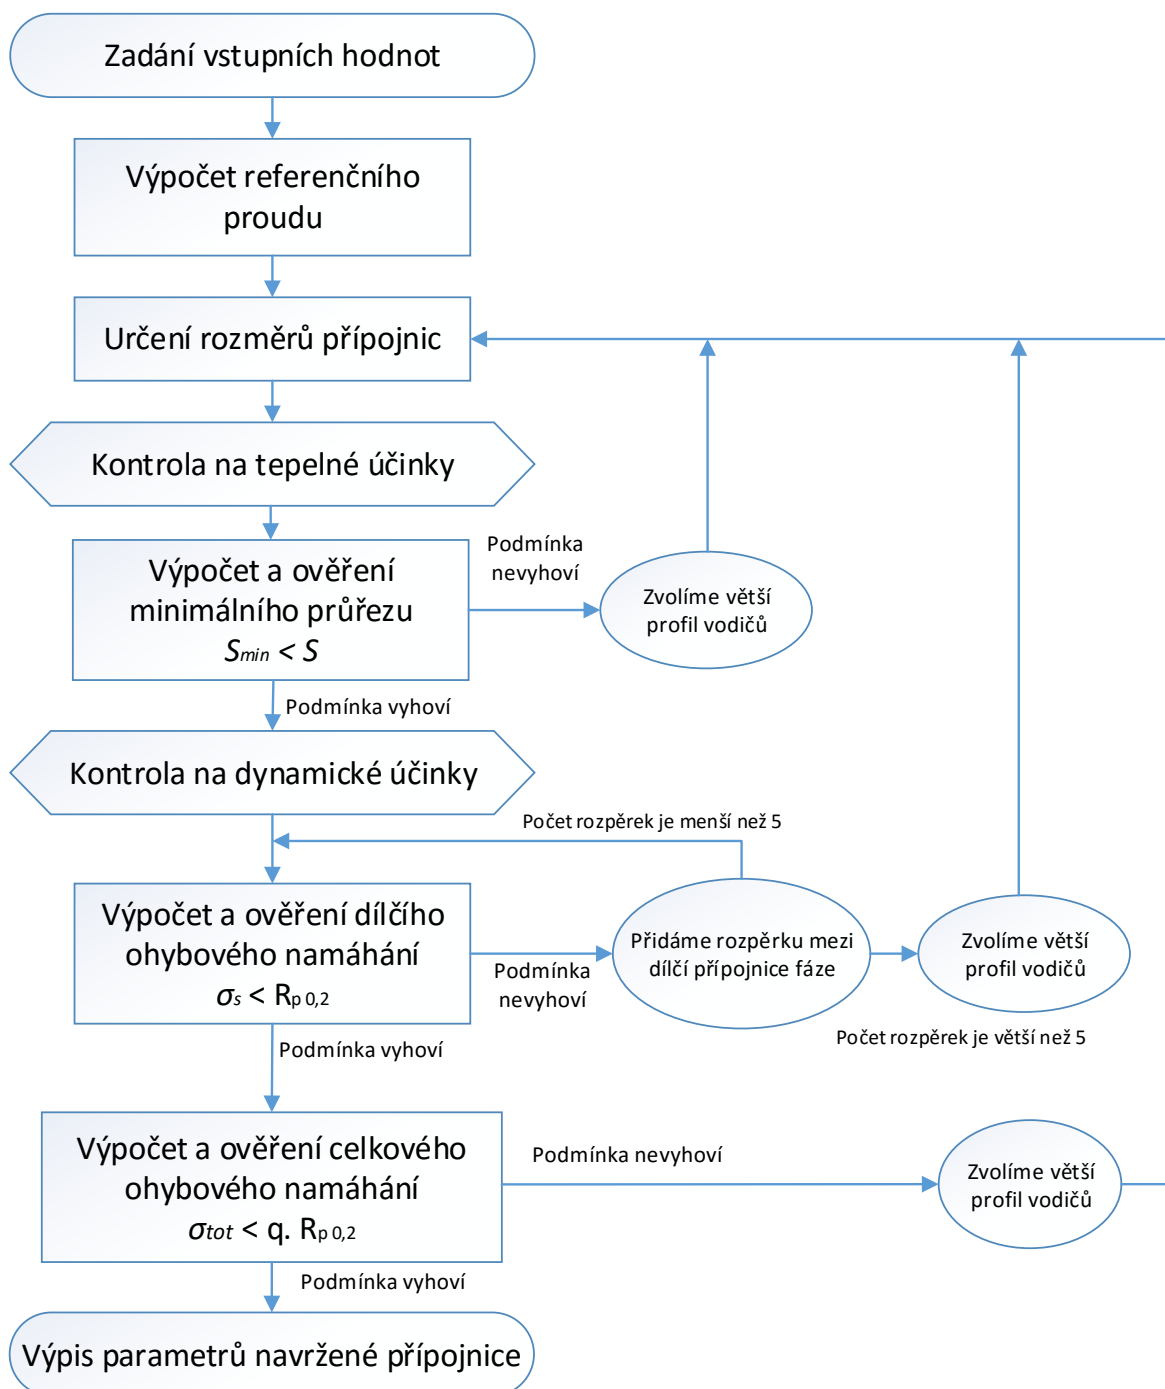 Zadání vstupních hodnot
Výpočet referenčního
proudu
Určení rozměrů přípojnic
Kontrola na tepelné účinky
Výpočet a ověření
minimálního průřezu
Smin < S
Podmínka
nevyhoví
Zvolíme větší
profil vodičů
Podmínka vyhoví
Kontrola na dynamické účinky
Počet rozpěrek je menší než 5
Výpočet a ověření dílčího
ohybového namáhání
σs < Rp 0,2
Podmínka
nevyhoví
Přidáme rozpěrku mezi
dílčí přípojnice fáze
Zvolíme větší
profil vodičů
Počet rozpěrek je větší než 5
Podmínka vyhoví
Výpočet a ověření celkového
ohybového namáhání
σtot < q. Rp 0,2
Podmínka nevyhoví
Zvolíme větší
profil vodičů
Podmínka vyhoví
Výpis parametrů navržené přípojnice